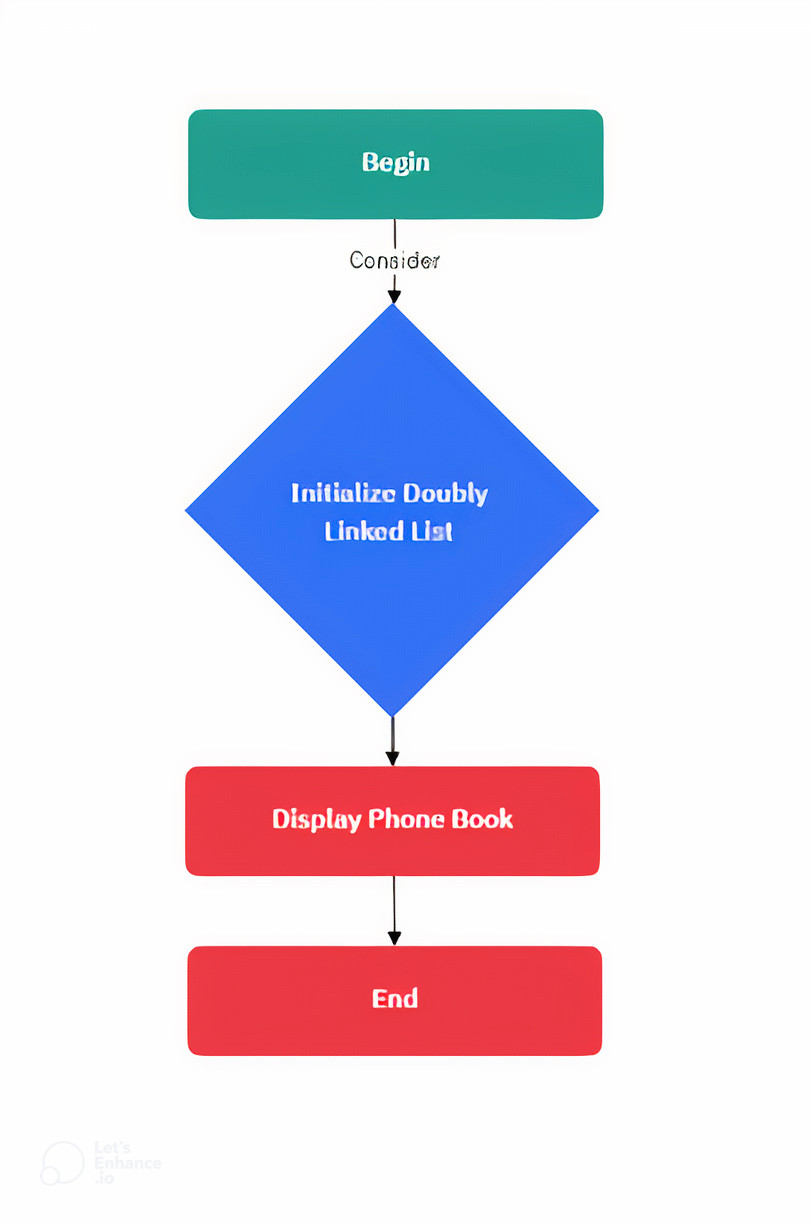 Begin
Consider
Initialize Doubly
Linked List
Display Phone Book
End
Let's
Enhance
.io